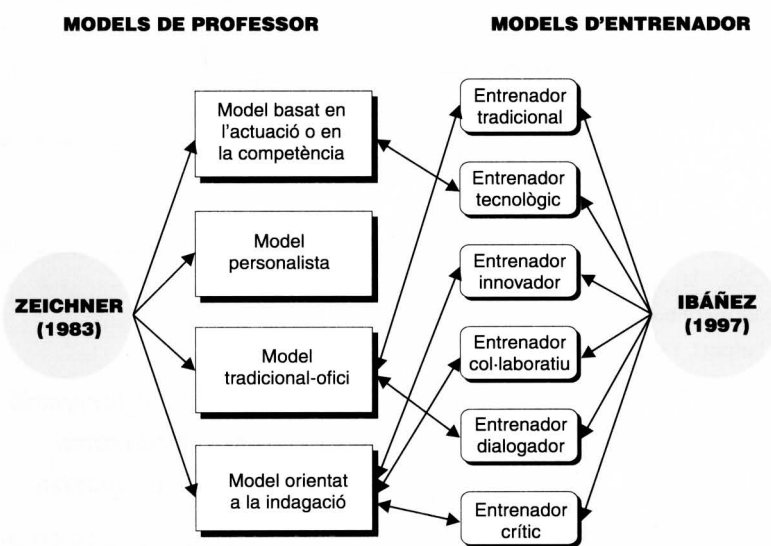 MODELS DE PROFESSOR
MODELS D'ENTRENADOR
Model basat en
l'actuació o en
la competència
Model
personalista
Model
tradicional-ofici
Model orientat
a la indagació
ZEICHNER
(1983)
Entrenador
tradicional
Entrenador
tecnològic
Entrenador
innovador
Entrenador
col·laboratiu
Entrenador
dialogador
Entrenador
crític
IBÁÑEZ
(1997)